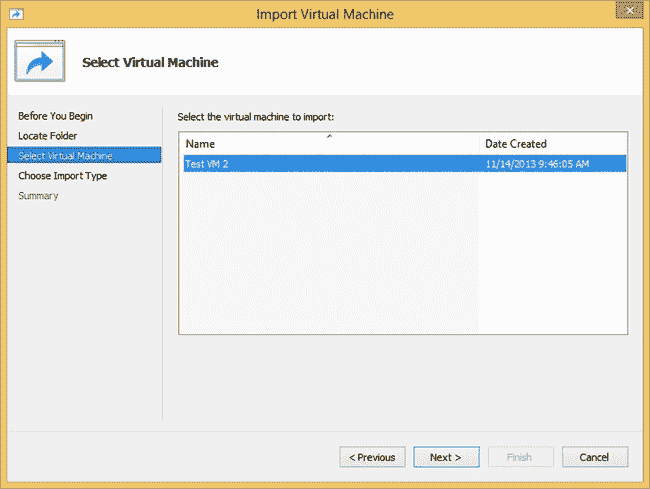 Import Virtual Machine
Select Virtual Machine
Before You Begin
Locate Folder
Select Virtual Machine
Choose Import Type
Summary
Select the virtual machine to import:
Name Date Created
Test VM 2 11/14/2013 9:46:05 AM
< Previous Next > Finish Cancel